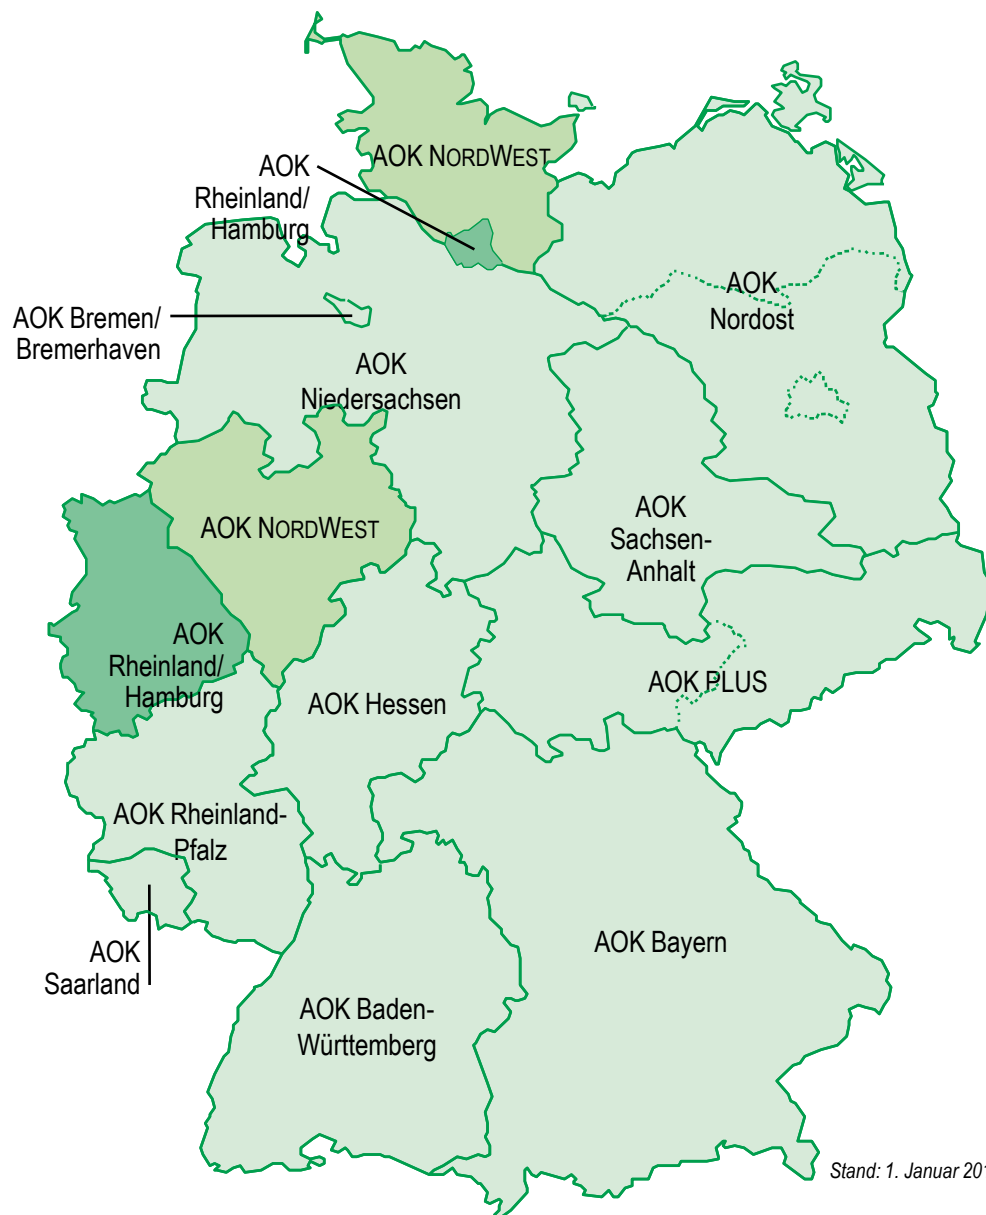 AOK NORDWEST
AOK
Rheinland/
Hamburg
AOK
Nordost
AOK Bremen/
Bremerhaven
AOK
Niedersachsen
AOK
Sachsen-
Anhalt
AOK NORDWEST
AOK
Rheinland/
Hamburg
AOK PLUS
AOK Hessen
AOK Rheinland-
Pfalz
AOK
Saarland
AOK Bayern
AOK Baden-
Württemberg
Stand: 1. Januar